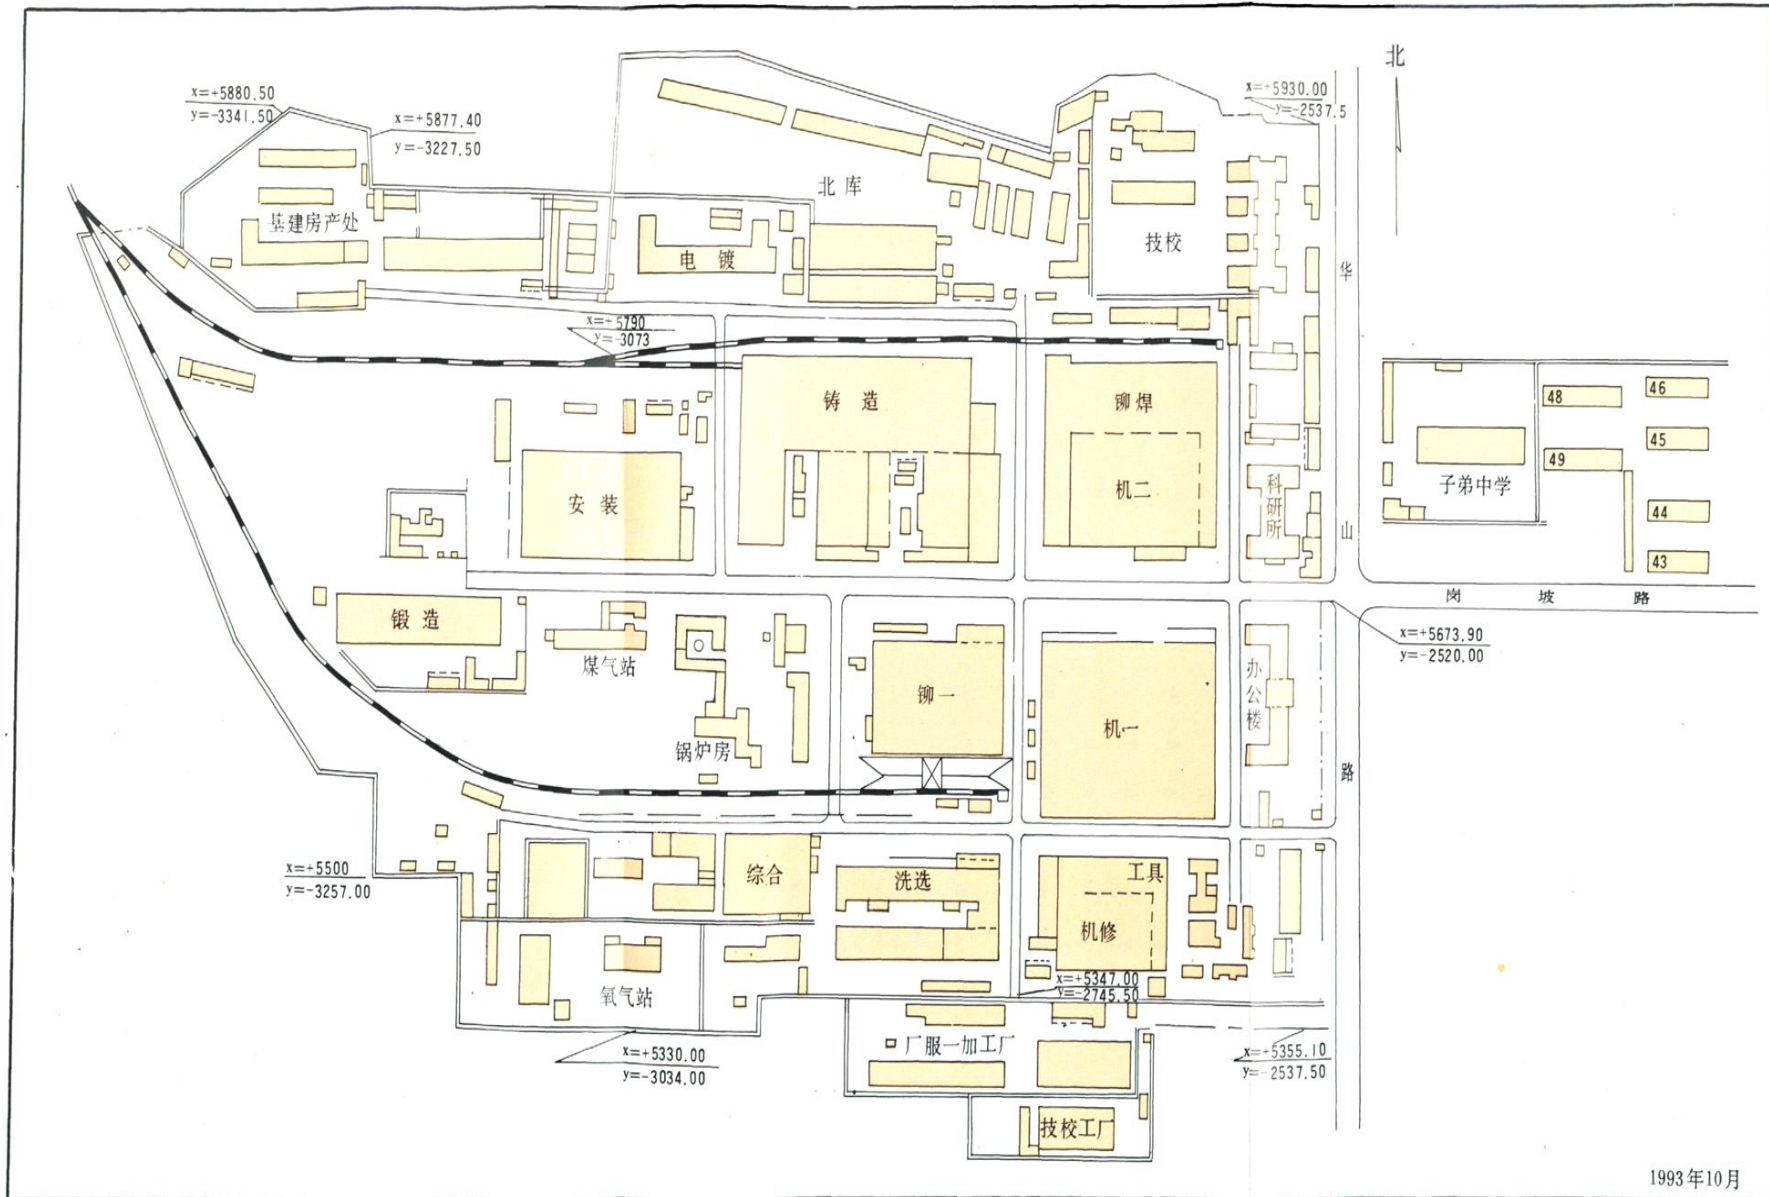 北
x=+5880.50
y=-3341.50
x=+5877.40
y=-3227.50
x=+5930.00
y=-2537.5
北库
基建房产处
电镀
技校
华
山
路
x=+5790
y=-3073
铸造
铆焊
机二
安装
科研所
子弟中学
48
46
45
49
44
43
岗坡路
x=+5673.90
y=-2520.00
锻造
煤气站
锅炉房
铆一
机一
办公楼
x=+5500
y=-3257.00
综合
洗选
工具
机修
氧气站
x=+5347.00
y=-2745.50
x=+5330.00
y=-3034.00
厂服一加工厂
x=+5355.10
y=-2537.50
技校工厂
1993年10月